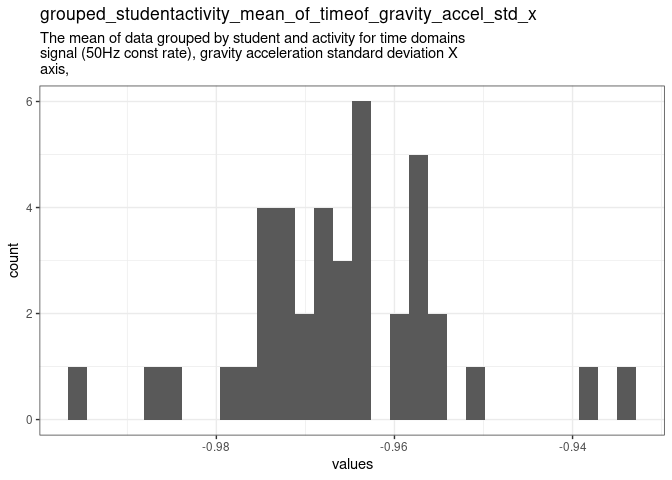 grouped_studentactivity_mean_of_timeof_gravity_accel_std_x
The mean of data grouped by student and activity for time domains
signal (50Hz const rate), gravity acceleration standard deviation X
axis,
6
4
2
0
count
-0.98
-0.96
-0.94
values